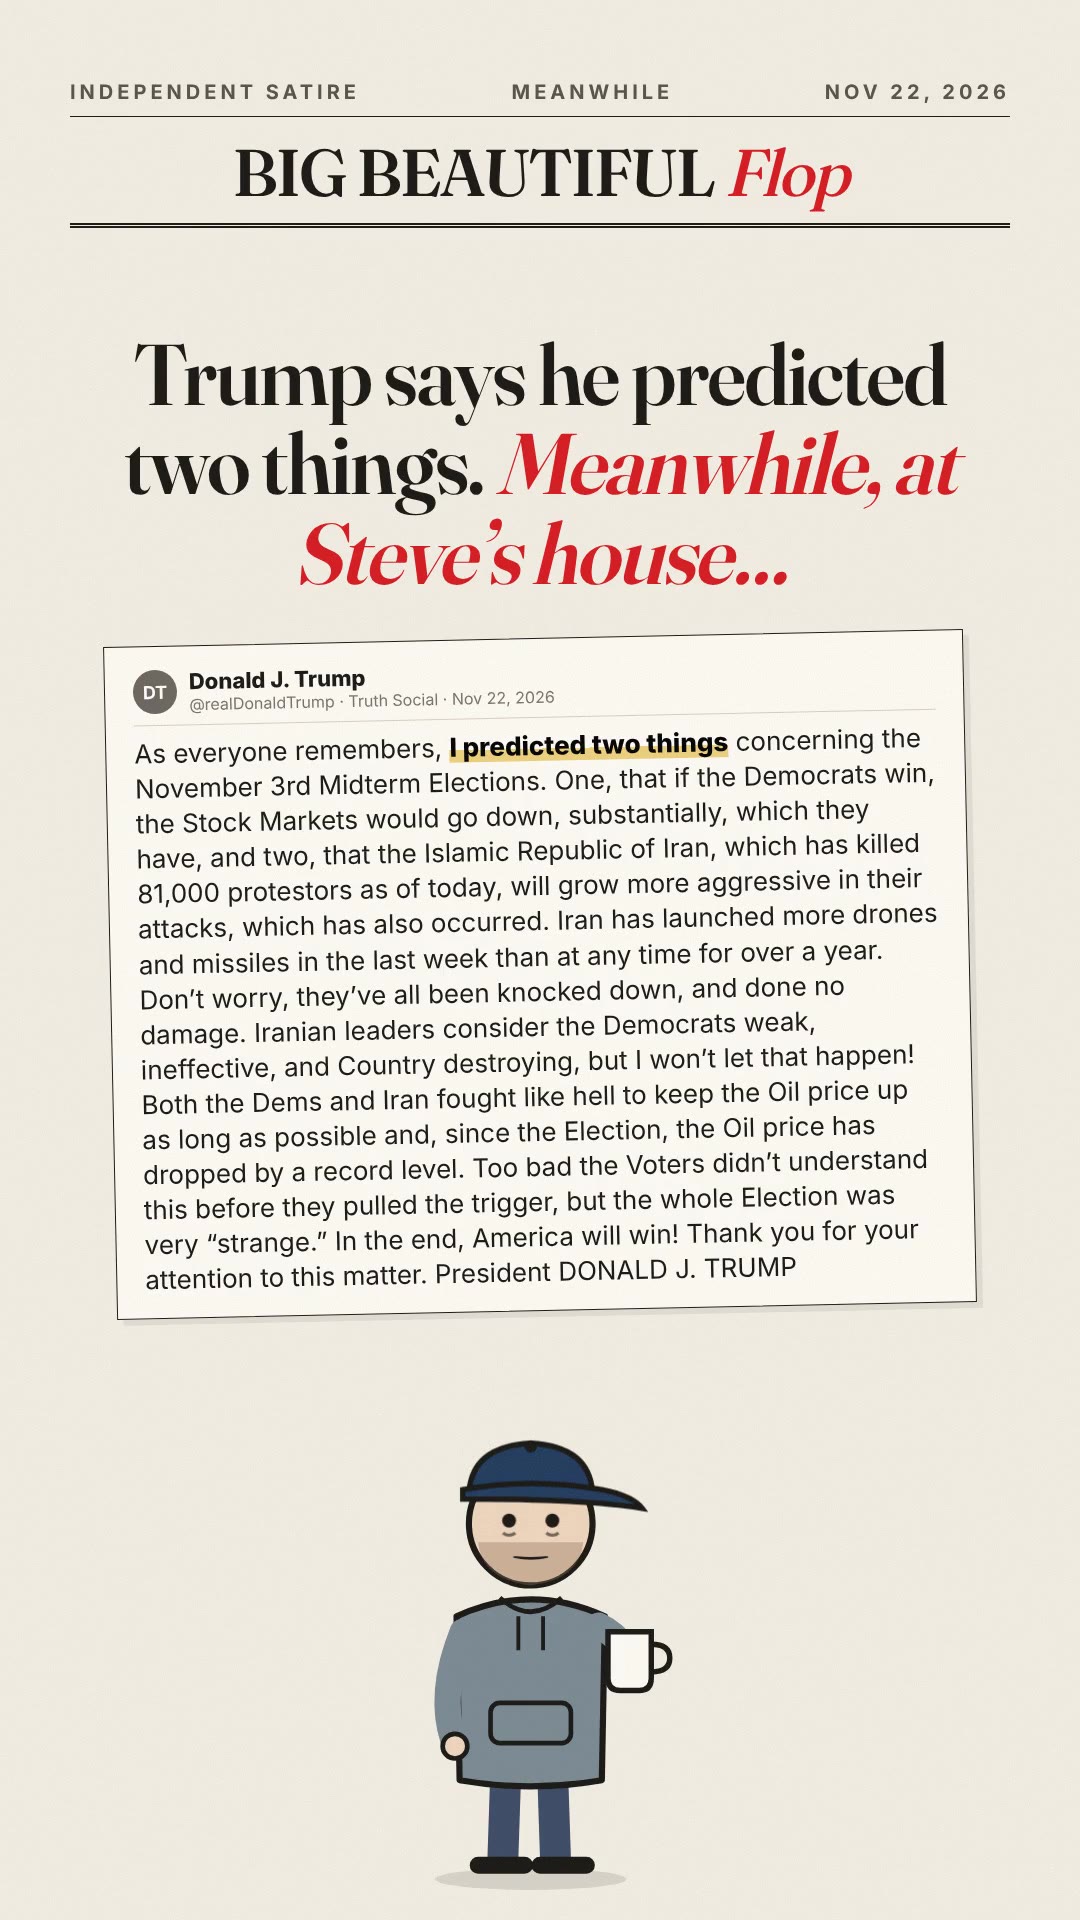 INDEPENDENT SATIRE MEANWHILE NOV 22, 2026
BIG BEAUTIFUL Flop
Trump says he predicted
two things. Meanwhile, at
Steve’s house...
DT
Donald J. Trump
@realDonaldTrump · Truth Social · Nov 22, 2026
As everyone remembers, I predicted two things concerning the
November 3rd Midterm Elections. One, that if the Democrats win,
the Stock Markets would go down, substantially, which they
have, and two, that the Islamic Republic of Iran, which has killed
81,000 protestors as of today, will grow more aggressive in their
attacks, which has also occurred. Iran has launched more drones
and missiles in the last week than at any time for over a year.
Don’t worry, they’ve all been knocked down, and done no
damage. Iranian leaders consider the Democrats weak,
ineffective, and Country destroying, but I won’t let that happen!
Both the Dems and Iran fought like hell to keep the Oil price up
as long as possible and, since the Election, the Oil price has
dropped by a record level. Too bad the Voters didn’t understand
this before they pulled the trigger, but the whole Election was
very “strange.” In the end, America will win! Thank you for your
attention to this matter. President DONALD J. TRUMP